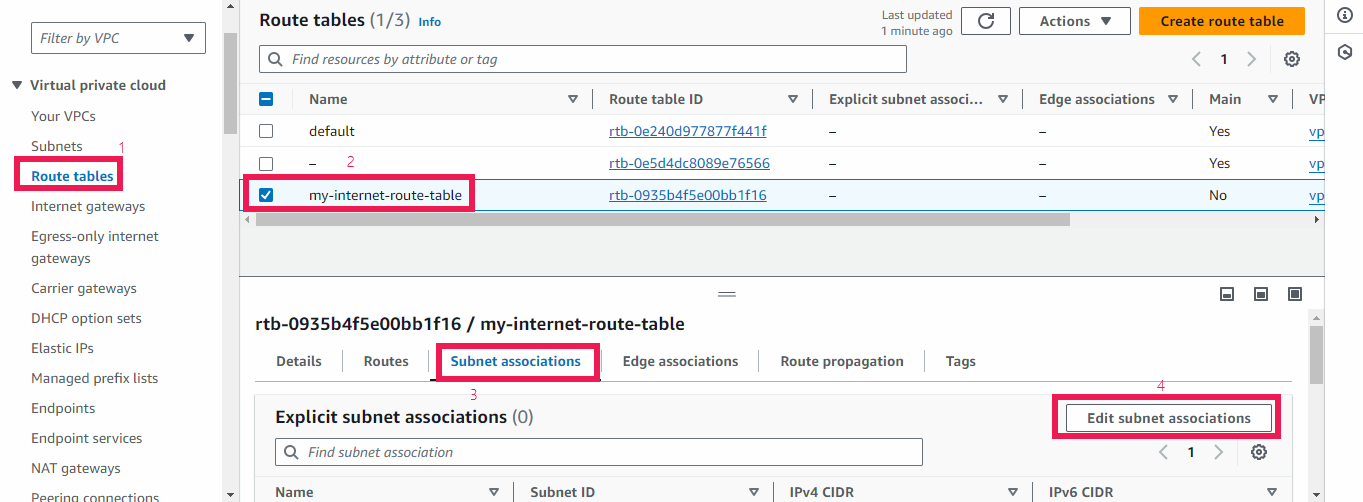 Filter by VPC
Virtual private cloud
Your VPCs
Subnets
1
Route tables
Internet gateways
Egress-only internet
gateways
Carrier gateways
DHCP option sets
Elastic IPs
Managed prefix lists
Endpoints
Endpoint services
NAT gateways
Peering connections
Route tables (1/3) Info
Last updated
1 minute ago
Actions
Create route table
Find resources by attribute or tag
1
Name Route table ID Explicit subnet associ... Edge associations Main VP
default rtb-0e240d977877f441f – – Yes vp
– 2 rtb-0e5d4dc8089e76566 – – Yes vp
my-internet-route-table rtb-0935b4f5e00bb1f16 – – No vp
rtb-0935b4f5e00bb1f16 / my-internet-route-table
Details Routes Subnet associations Edge associations Route propagation Tags
3
4
Explicit subnet associations (0)
Edit subnet associations
Find subnet association
1
Name Subnet ID IPv4 CIDR IPv6 CIDR